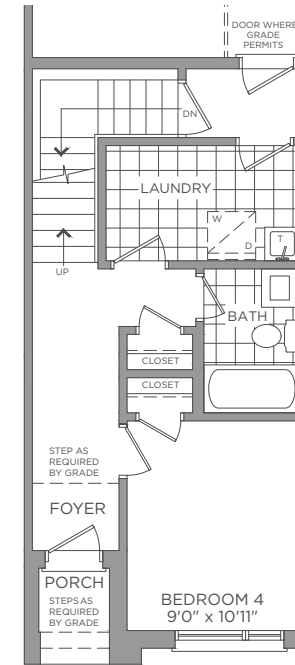 DOOR WHERE
GRADE
PERMITS
DN
LAUNDRY
W
D
T
UP
BATH
CLOSET
CLOSET
STEP AS
REQUIRED
BY GRADE
FOYER
PORCH
STEPS AS
REQUIRED
BY GRADE
BEDROOM 4
9'0" x 10'11"